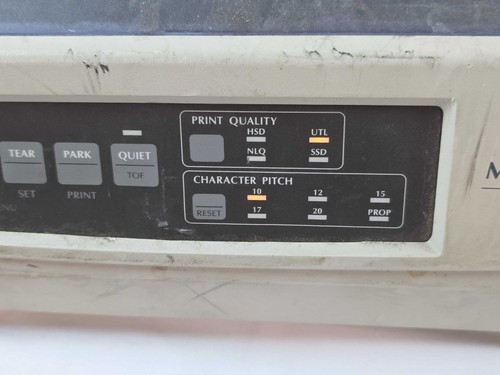 PRINT QUALITY
HSD UTL
NLQ SSD
TEAR PARK QUIET
TOF
SET PRINT
CHARACTER PITCH
10 12 15
RESET 17 20 PROP
M